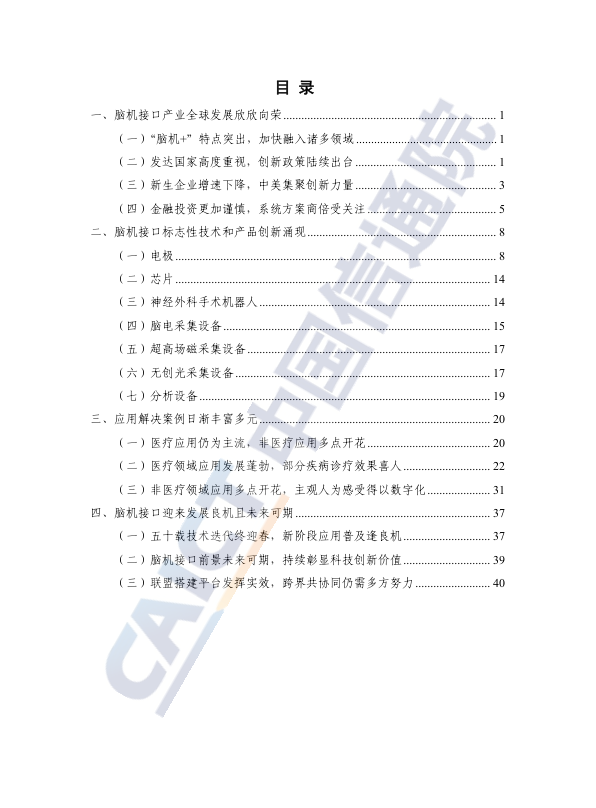 目 录
一、脑机接口产业全球发展欣欣向荣 1
（一）“脑机+”特点突出，加快融入诸多领域 1
（二）发达国家高度重视，创新政策陆续出台 1
（三）新生企业增速下降，中美集聚创新力量 3
（四）金融投资更加谨慎，系统方案商倍受关注 5
二、脑机接口标志性技术和产品创新涌现 8
（一）电极 8
（二）芯片 14
（三）神经外科手术机器人 14
（四）脑电采集设备 15
（五）超高场磁采集设备 17
（六）无创光采集设备 17
（七）分析设备 19
三、应用解决案例日渐丰富多元 20
（一）医疗应用仍为主流，非医疗应用多点开花 20
（二）医疗领域应用发展蓬勃，部分疾病诊疗效果喜人 22
（三）非医疗领域应用多点开花，主观人为感受得以数字化 31
四、脑机接口迎来发展良机且未来可期 37
（一）五十载技术迭代终迎春，新阶段应用普及逢良机 37
（二）脑机接口前景未来可期，持续彰显科技创新价值 39
（三）联盟搭建平台发挥实效，跨界共协同仍需多方努力 40
CAICT 中国信通院